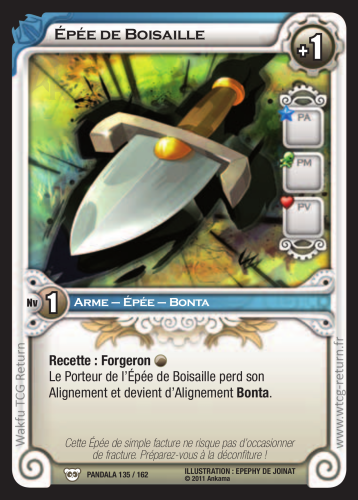 ÉPÉE DE BOISAILLE
+1
PA
PM
PV
Nv 1
ARME – ÉPÉE – BONTA
Recette : Forgeron
Le Porteur de l'Épée de Boisaille perd son
Alignement et devient d'Alignement Bonta.
Cette Épée de simple facture ne risque pas d'occasionner
de fracture. Préparez-vous à la déconfiture !
PANDALA 135 / 162
ILLUSTRATION : EPEPHY DE JOINAT
© 2011 Ankama
Wakfu TCG Return
www.wtcg-return.fr